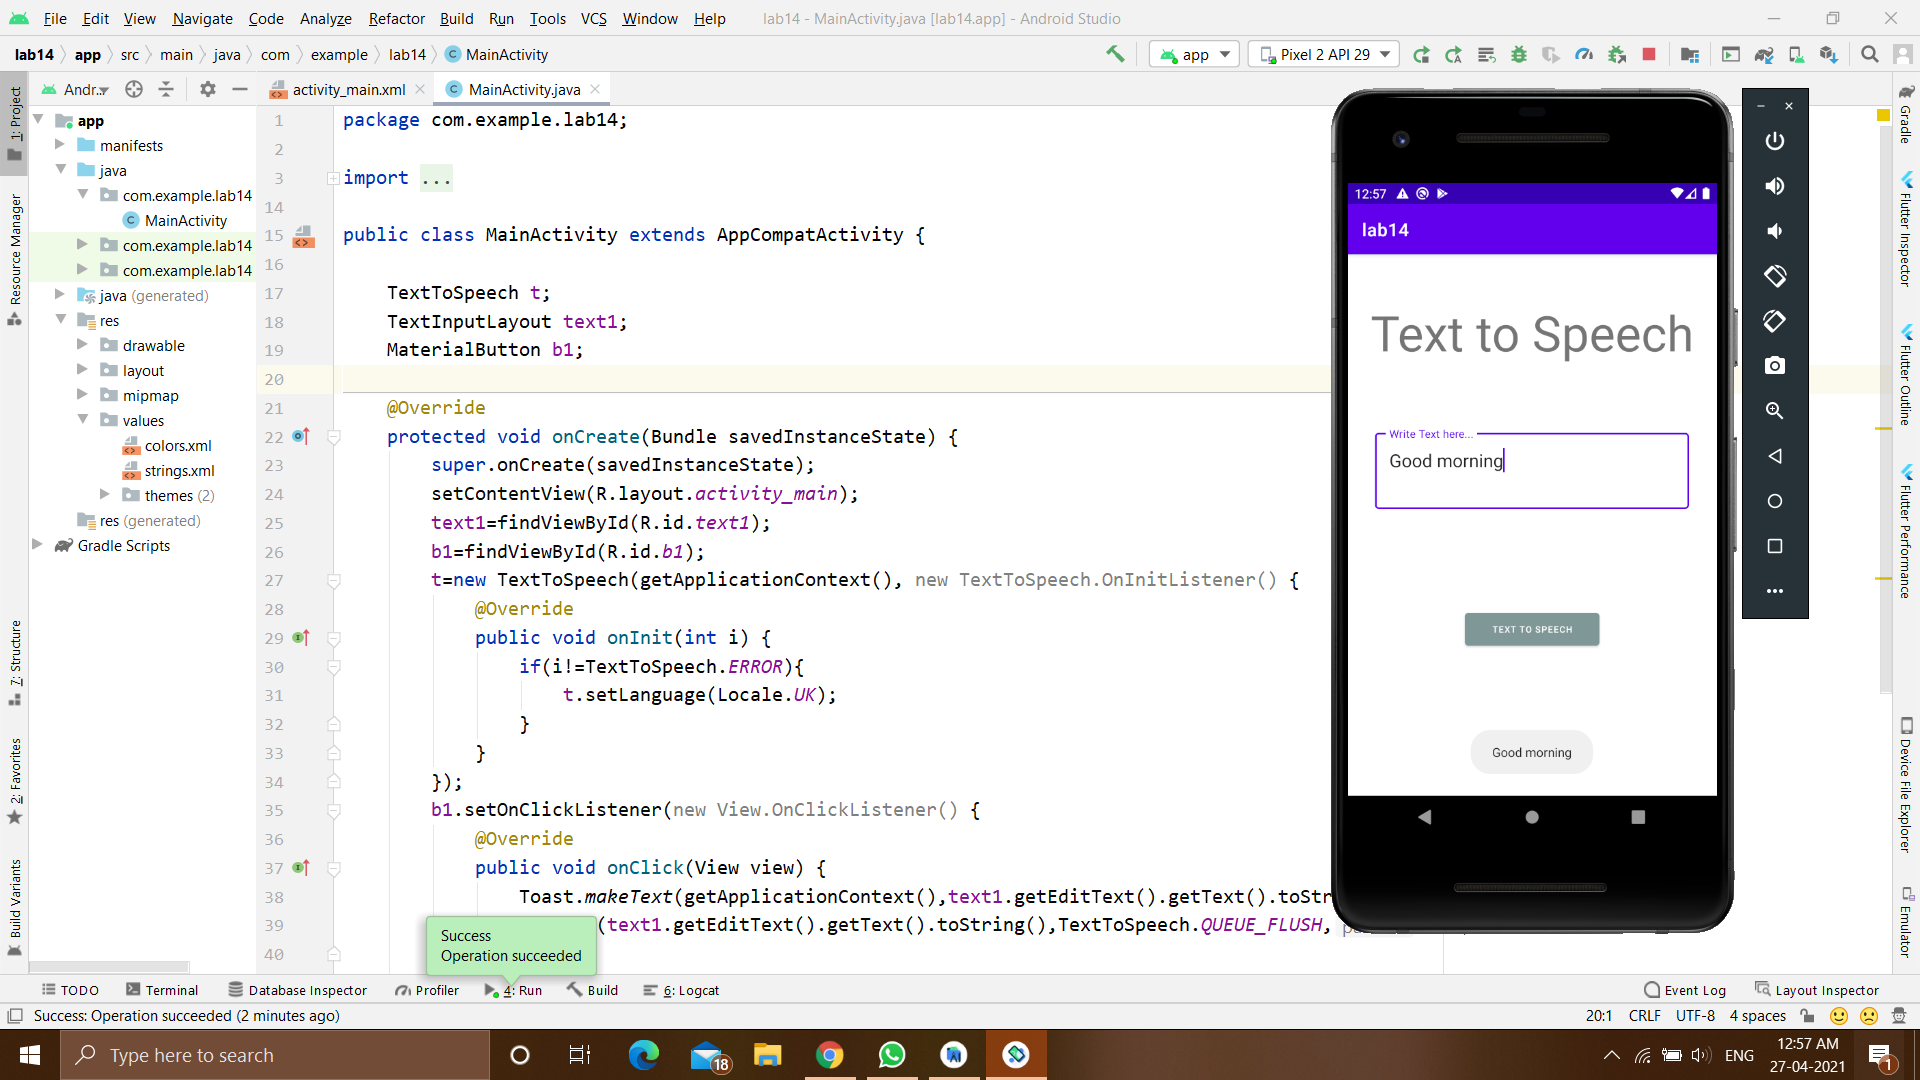 File Edit View Navigate Code Analyze Refactor Build Run Tools VCS Window Help lab14 - MainActivity.java [lab14.app] - Android Studio
lab14 app src main java com example lab14 MainActivity app Pixel 2 API 29
Andr... activity_main.xml MainActivity.java
1: Project
Resource Manager
7: Structure
2: Favorites
Build Variants
app
manifests
java
com.example.lab14
MainActivity
com.example.lab14
com.example.lab14
java (generated)
res
drawable
layout
mipmap
values
colors.xml
strings.xml
themes (2)
res (generated)
Gradle Scripts
1 package com.example.lab14;
2
3 import ...
14
15 public class MainActivity extends AppCompatActivity {
16
17 TextToSpeech t;
18 TextInputLayout text1;
19 MaterialButton b1;
20
21 @Override
22 protected void onCreate(Bundle savedInstanceState) {
23 super.onCreate(savedInstanceState);
24 setContentView(R.layout.activity_main);
25 text1=findViewById(R.id.text1);
26 b1=findViewById(R.id.b1);
27 t=new TextToSpeech(getApplicationContext(), new TextToSpeech.OnInitListener() {
28 @Override
29 public void onInit(int i) {
30 if(i!=TextToSpeech.ERROR){
31 t.setLanguage(Locale.UK);
32 }
33 }
34 });
35 b1.setOnClickListener(new View.OnClickListener() {
36 @Override
37 public void onClick(View view) {
38 Toast.makeText(getApplicationContext(),text1.getEditText().getText().toStr
39 (text1.getEditText().getText().toString(),TextToSpeech.QUEUE_FLUSH,
40
Success
Operation succeeded
12:57
lab14
Text to Speech
Write Text here...
Good morning
TEXT TO SPEECH
Good morning
Gradle
Flutter Inspector
Flutter Outline
Flutter Performance
Device File Explorer
Emulator
TODO Terminal Database Inspector Profiler 4: Run Build 6: Logcat Event Log Layout Inspector
Success: Operation succeeded (2 minutes ago) 20:1 CRLF UTF-8 4 spaces
Type here to search 18 ENG 12:57 AM
27-04-2021 1